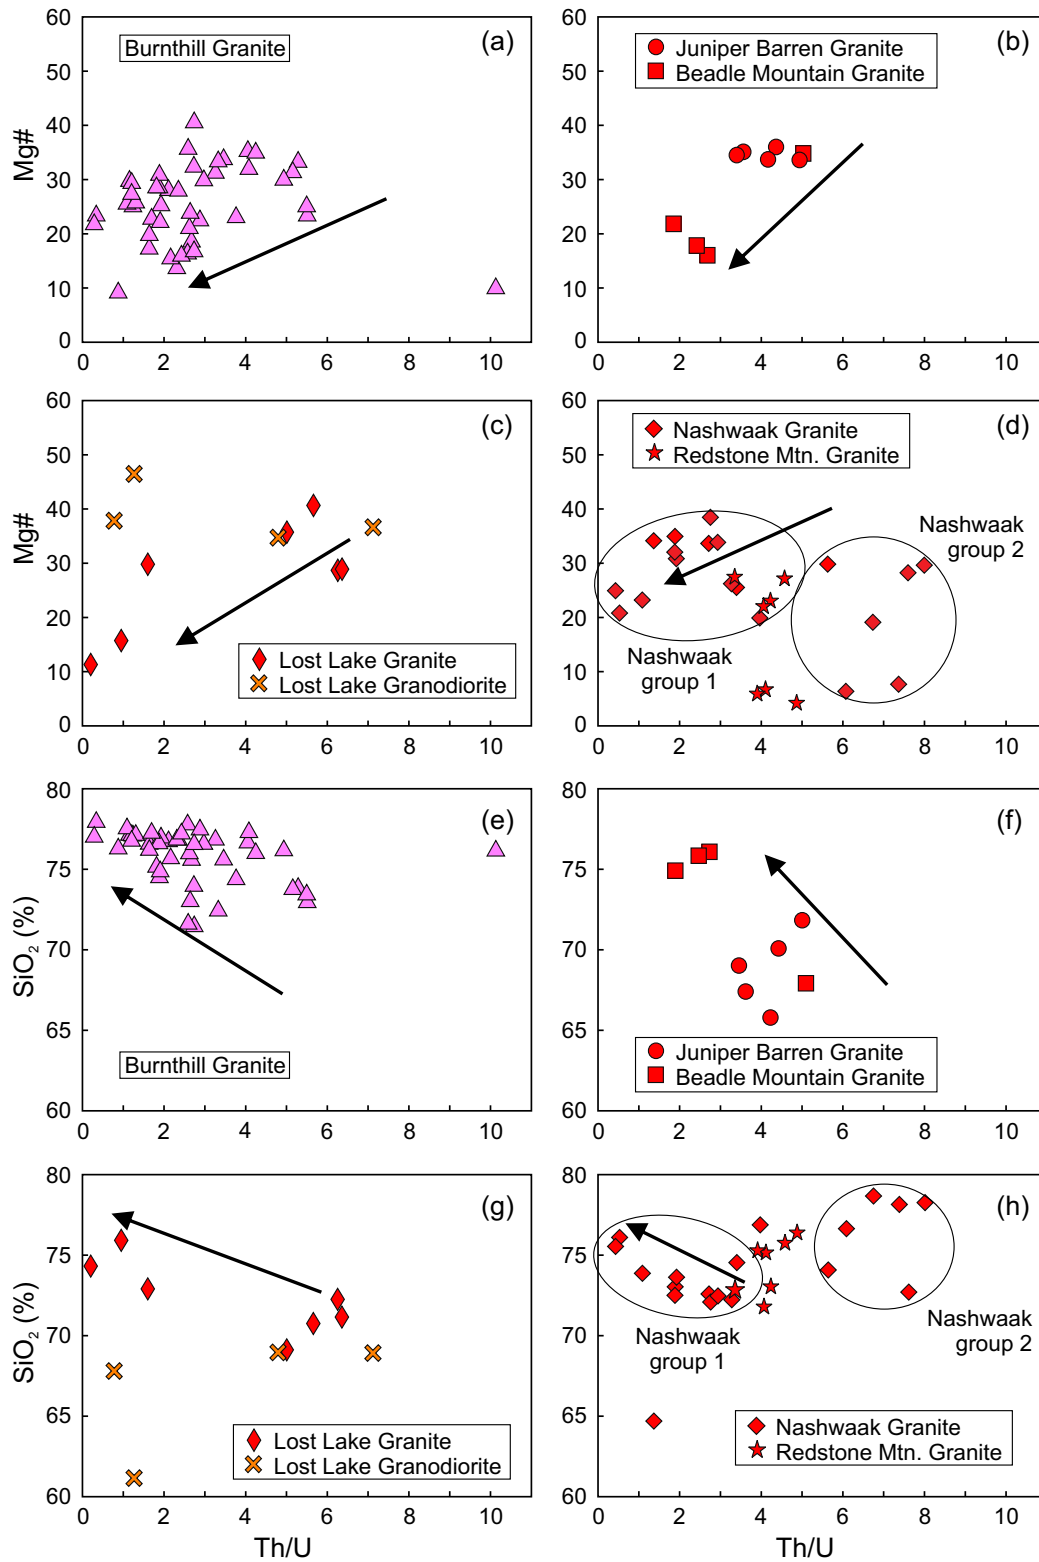 60
50
40
30
20
10
0
Mg#
Burnthill Granite
(a)
0 2 4 6 8 10
60
50
40
30
20
10
0
Juniper Barren Granite
Beadle Mountain Granite
(b)
0 2 4 6 8 10
60
50
40
30
20
10
0
Mg#
(c)
Lost Lake Granite
Lost Lake Granodiorite
0 2 4 6 8 10
60
50
40
30
20
10
0
Nashwaak Granite
Redstone Mtn. Granite
(d)
Nashwaak
group 2
Nashwaak
group 1
0 2 4 6 8 10
80
75
70
65
60
SiO₂ (%)
(e)
Burnthill Granite
0 2 4 6 8 10
80
75
70
65
60
(f)
Juniper Barren Granite
Beadle Mountain Granite
0 2 4 6 8 10
80
75
70
65
60
SiO₂ (%)
(g)
Lost Lake Granite
Lost Lake Granodiorite
0 2 4 6 8 10
Th/U
80
75
70
65
60
(h)
Nashwaak
group 1
Nashwaak
group 2
Nashwaak Granite
Redstone Mtn. Granite
0 2 4 6 8 10
Th/U